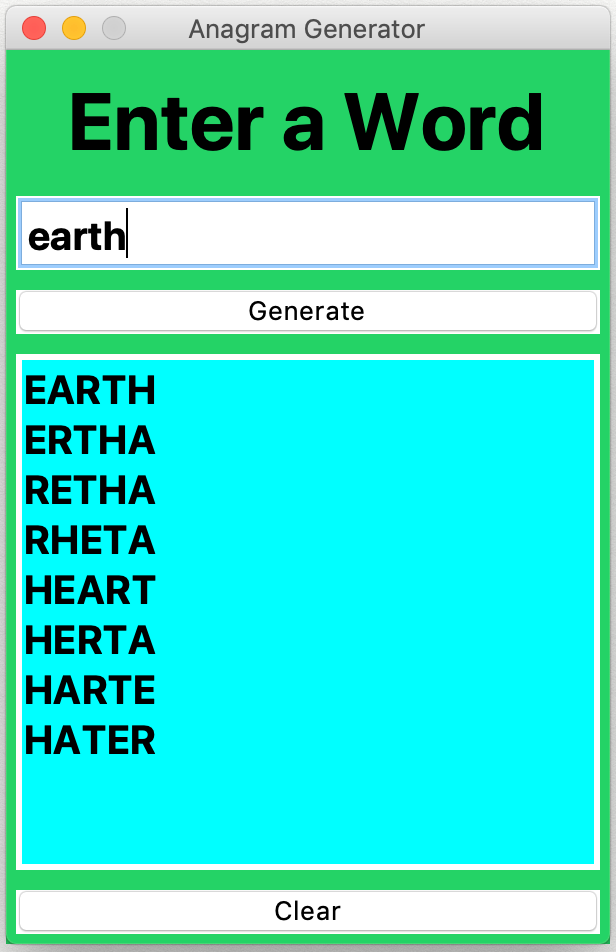 Anagram Generator
Enter a Word
earth
Generate
EARTH
ERTHA
RETHA
RHETA
HEART
HERTA
HARTE
HATER
Clear